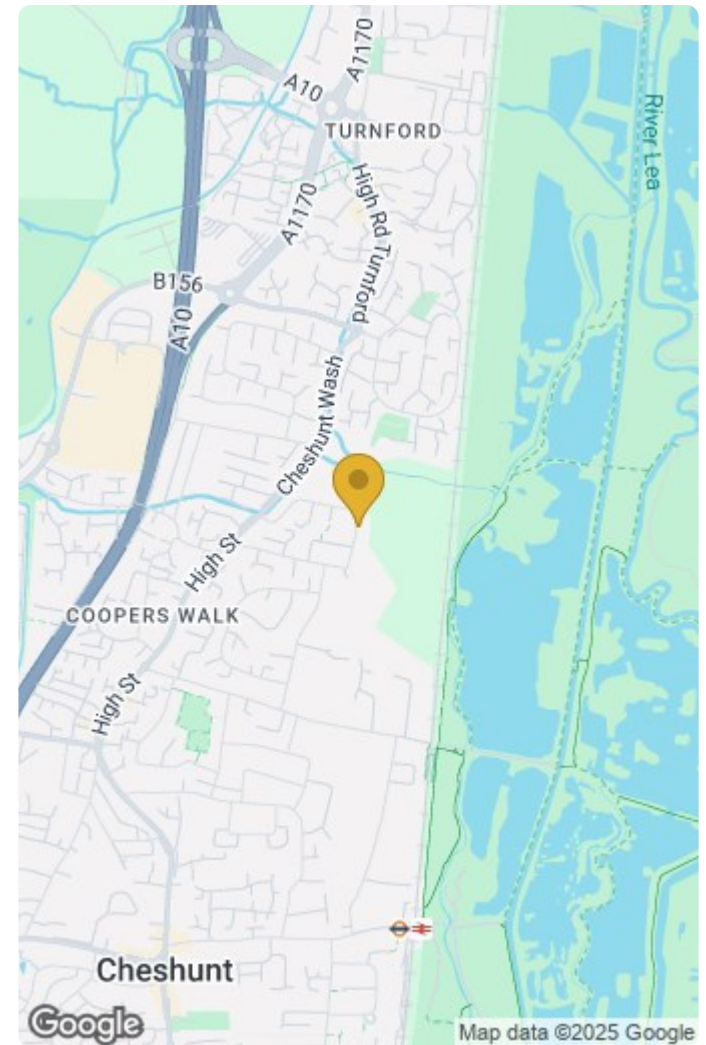 A1170
A10
TURNFORD
River Lea
A1170
High Rd Turnford
B156
A10
Cheshunt Wash
High St
COOPERS WALK
High St
Cheshunt
Google
Map data ©2025 Google